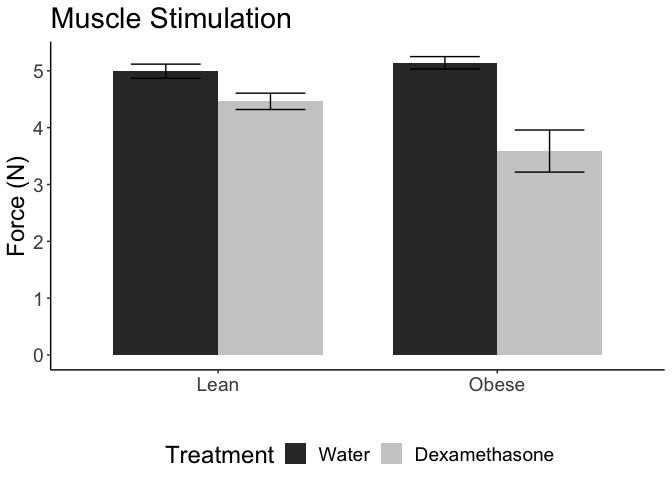 Muscle Stimulation
Force (N)
5
4
3
2
1
0
Lean Obese
Treatment Water Dexamethasone